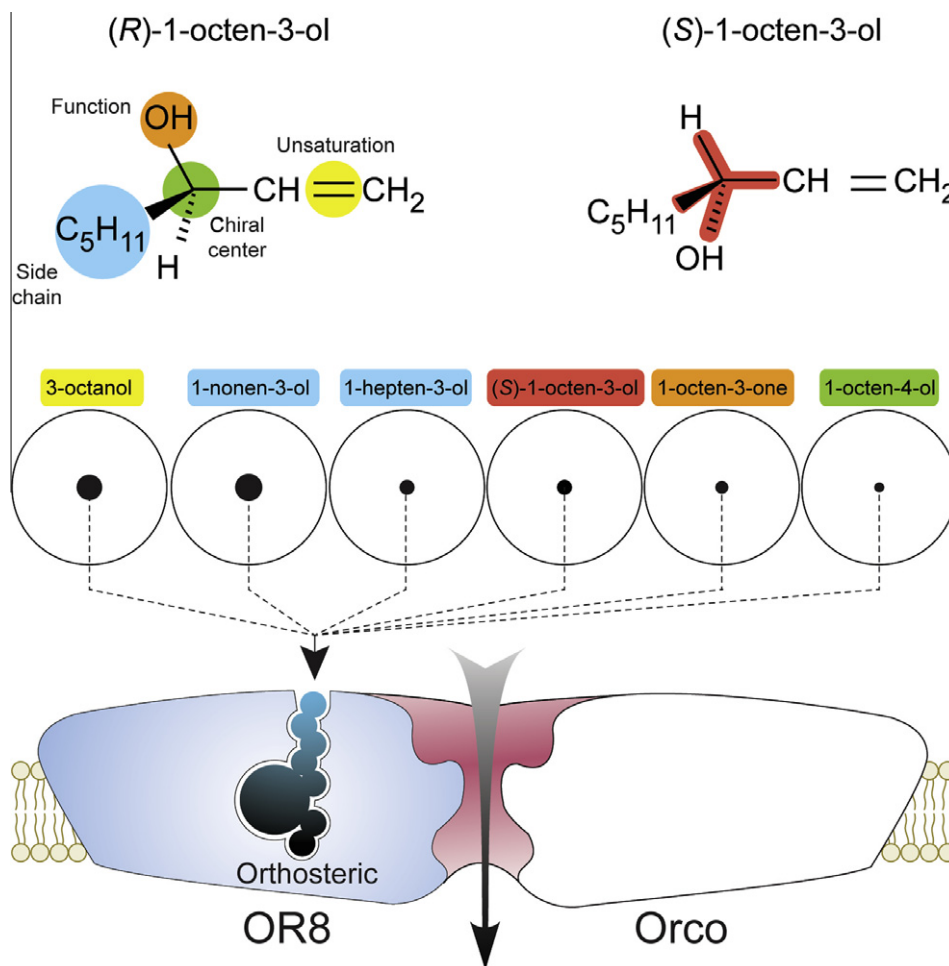 (R)-1-octen-3-ol
(S)-1-octen-3-ol
Function
OH
Unsaturation
CH = CH2
C5H11
Chiral
center
H
Side
chain
H
CH = CH2
C5H11
OH
3-octanol
1-nonen-3-ol
1-hepten-3-ol
(S)-1-octen-3-ol
1-octen-3-one
1-octen-4-ol
Orthosteric
OR8
Orco